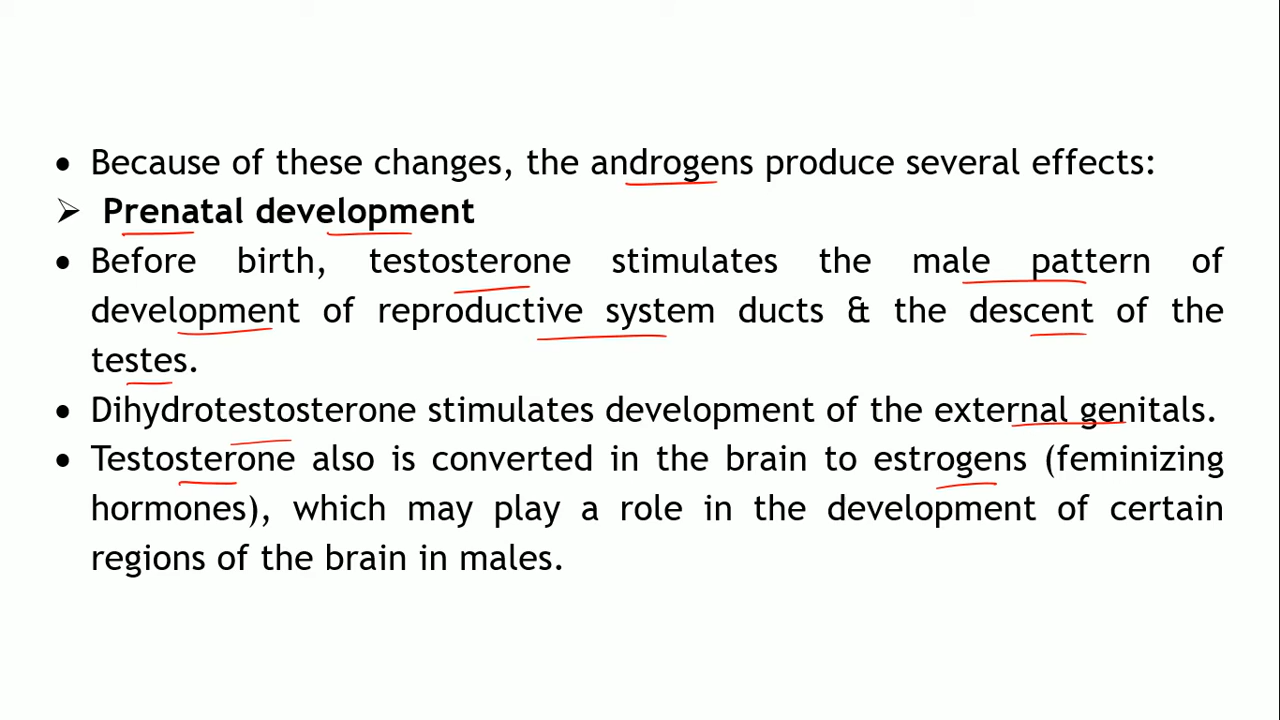 • Because of these changes, the androgens produce several effects:
➢ Prenatal development
• Before birth, testosterone stimulates the male pattern of
development of reproductive system ducts & the descent of the
testes.
• Dihydrotestosterone stimulates development of the external genitals.
• Testosterone also is converted in the brain to estrogens (feminizing
hormones), which may play a role in the development of certain
regions of the brain in males.